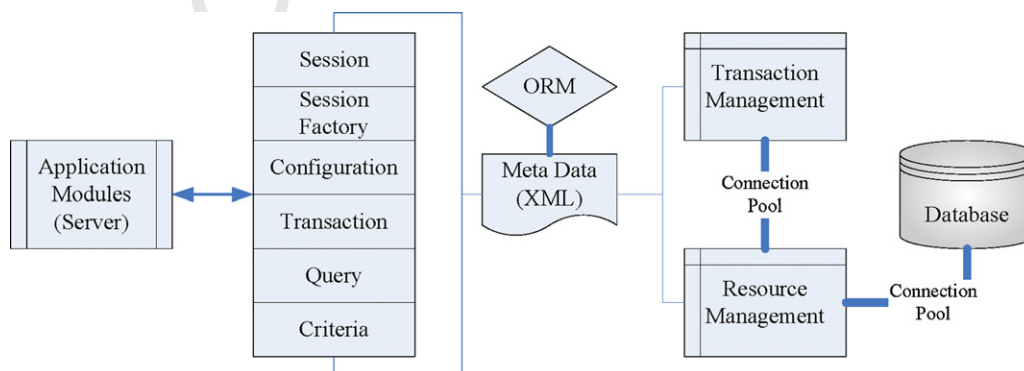 Application
Modules
(Server)
Session
Session
Factory
Configuration
Transaction
Query
Criteria
ORM
Meta Data
(XML)
Transaction
Management
Connection
Pool
Resource
Management
Connection
Pool
Database